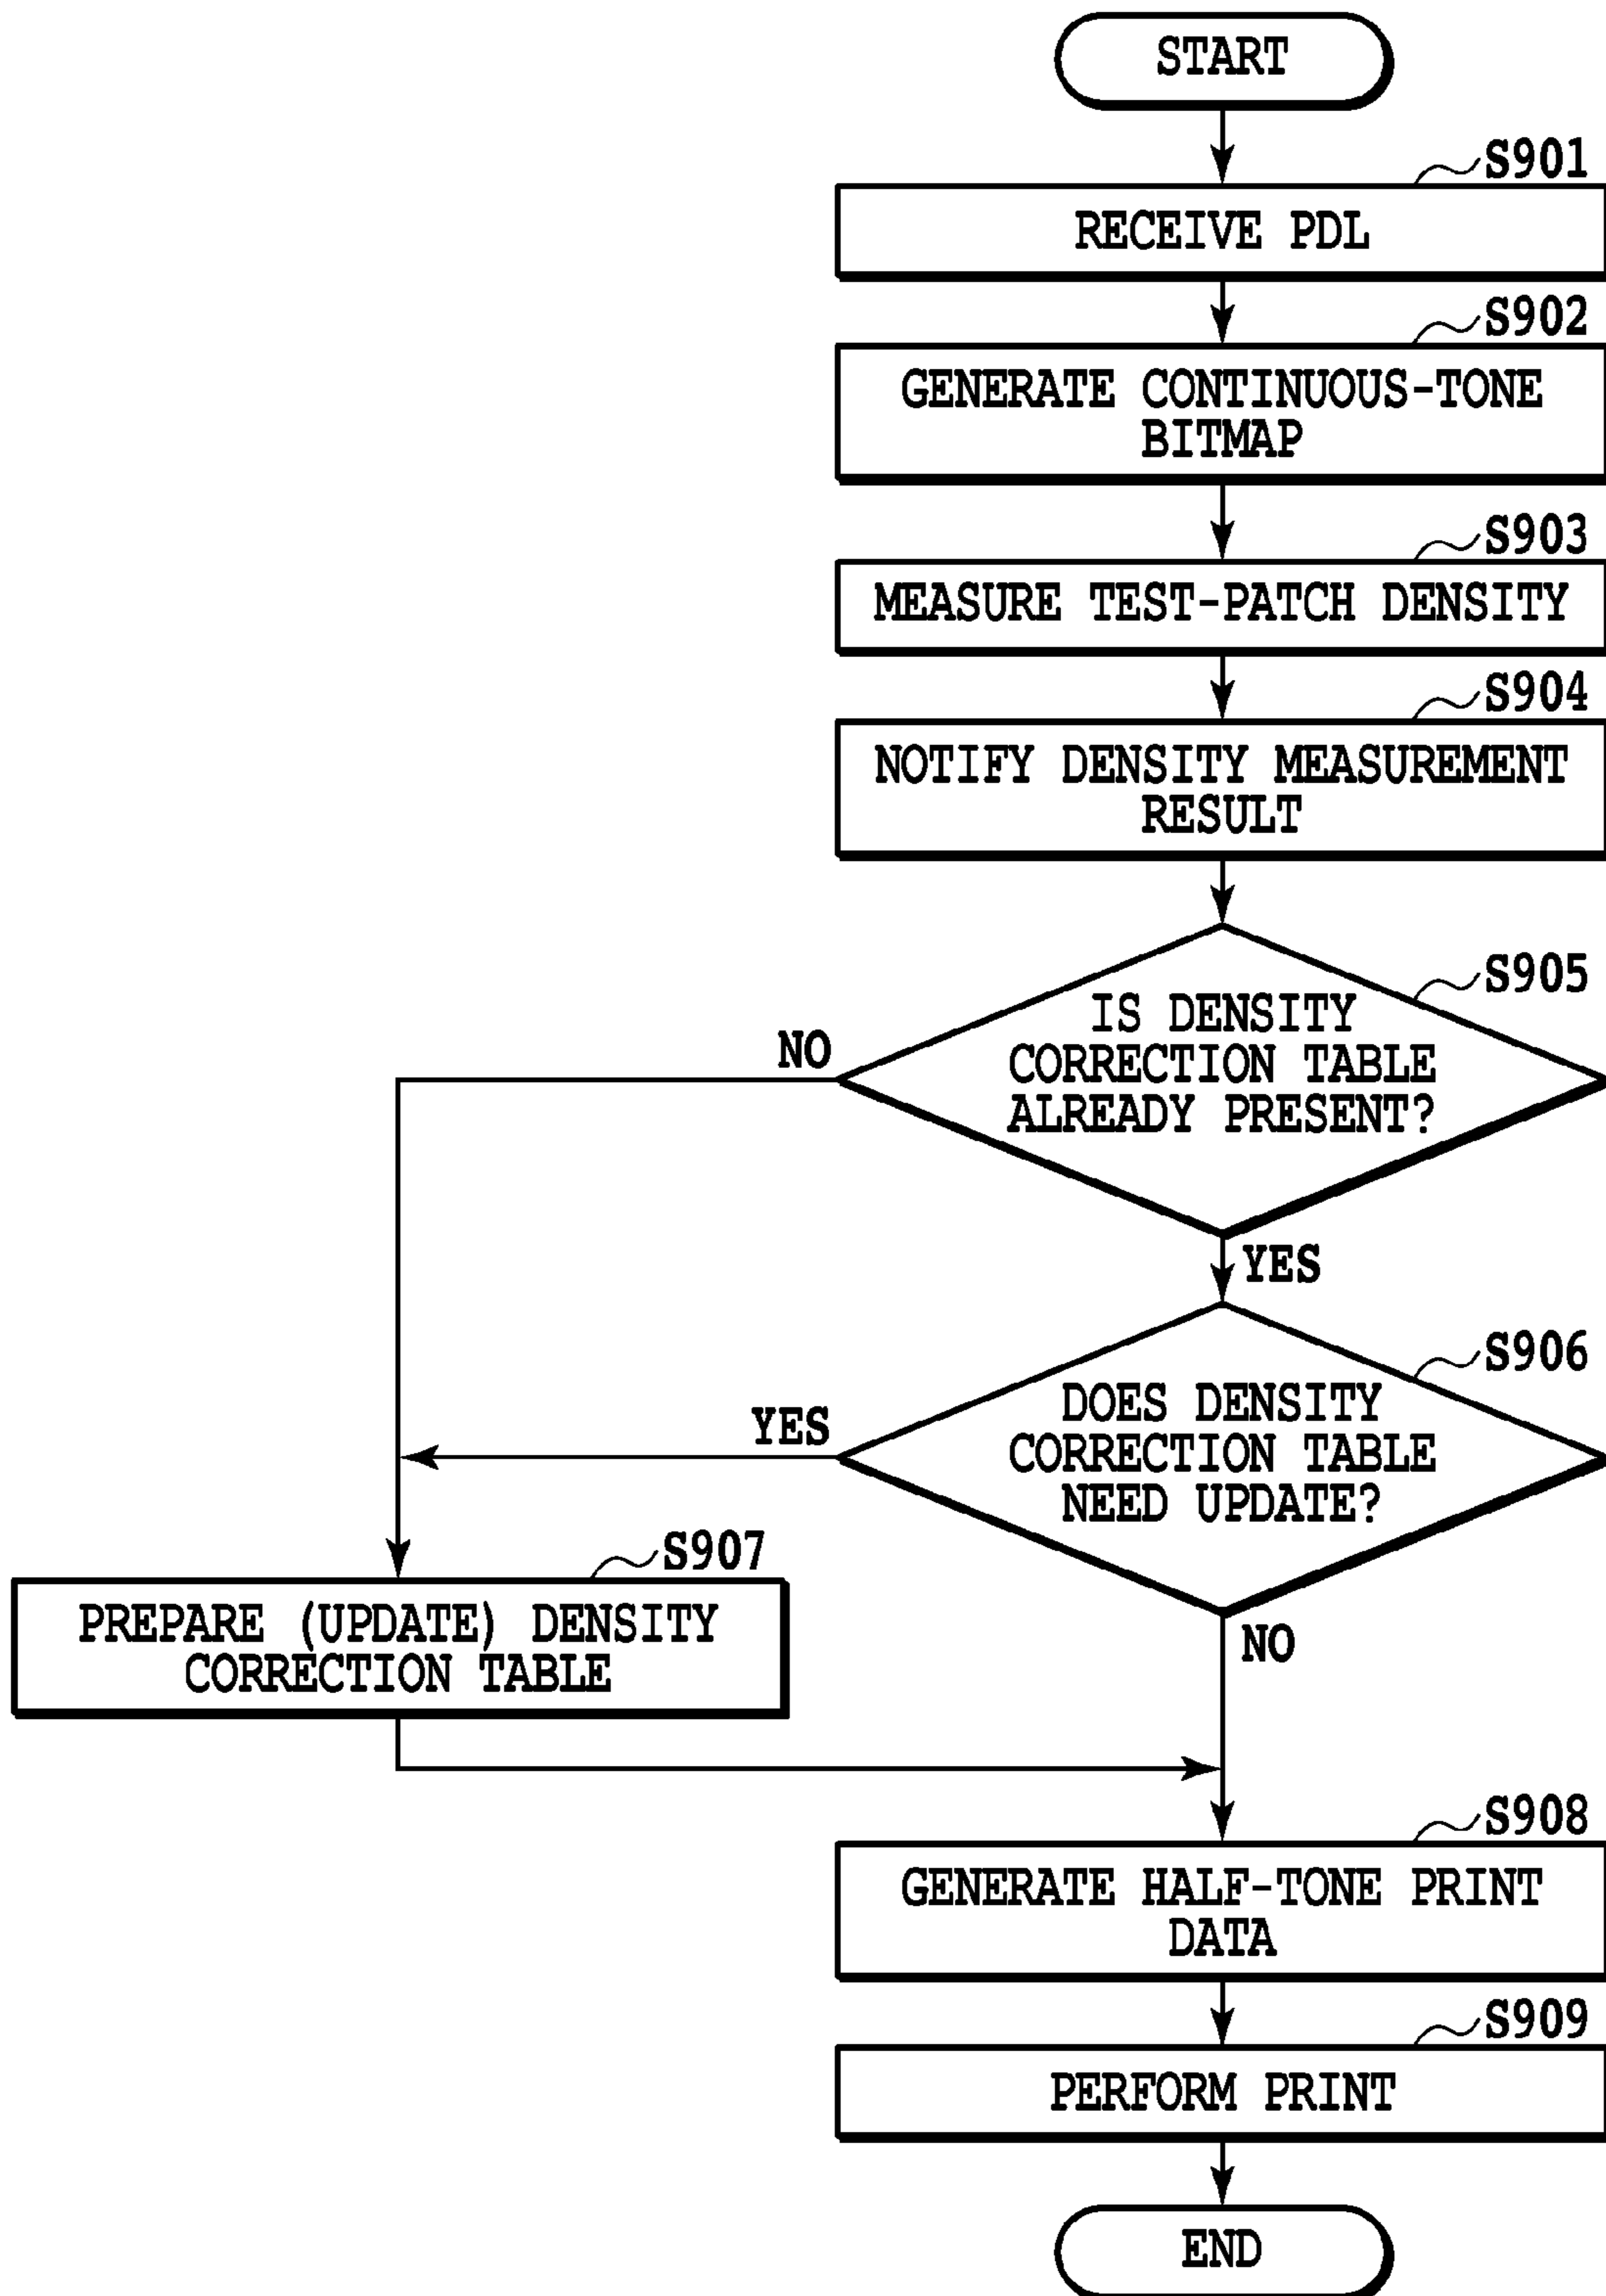 START
S901
RECEIVE PDL
S902
GENERATE CONTINUOUS-TONE
BITMAP
S903
MEASURE TEST-PATCH DENSITY
S904
NOTIFY DENSITY MEASUREMENT
RESULT
S905
IS DENSITY
CORRECTION TABLE
ALREADY PRESENT?
NO
YES
S906
DOES DENSITY
CORRECTION TABLE
NEED UPDATE?
YES
NO
S907
PREPARE (UPDATE) DENSITY
CORRECTION TABLE
S908
GENERATE HALF-TONE PRINT
DATA
S909
PERFORM PRINT
END